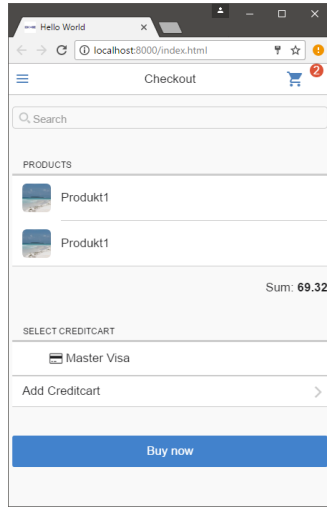 Hello World
localhost:8000/index.html
Checkout
2
Search
PRODUCTS
Produkt1
Produkt1
Sum: 69.32
SELECT CREDITCART
Master Visa
Add Creditcart
Buy now